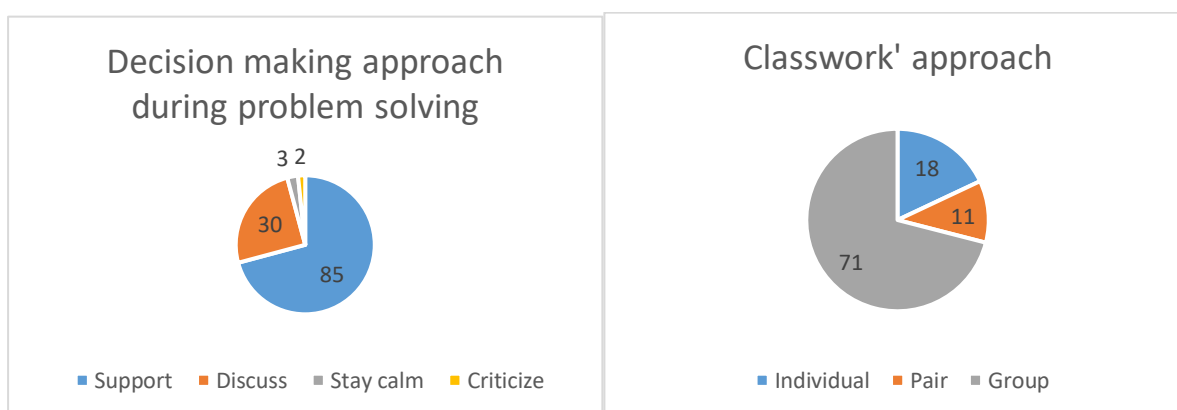 Decision making approach
during problem solving
3 2
30
85
Support Discuss Stay calm Criticize
Classwork' approach
18
11
71
Individual Pair Group